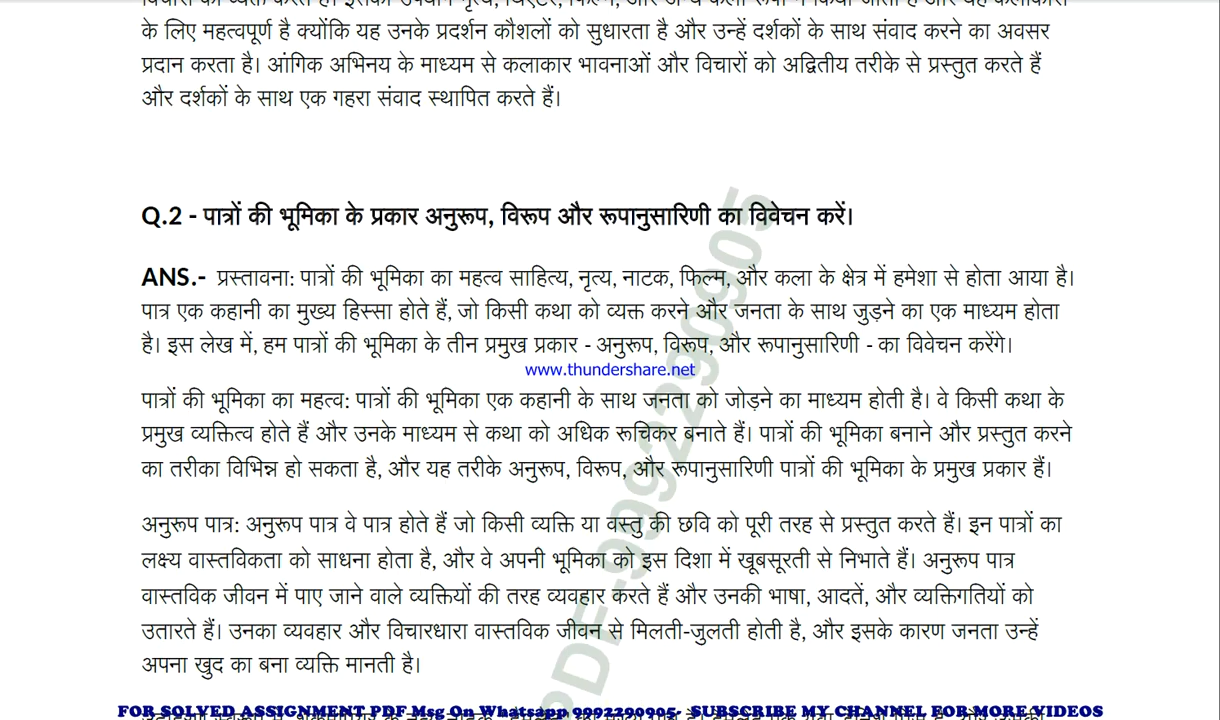 के लिए महत्वपूर्ण है क्योंकि यह उनके प्रदर्शन कौशलों को सुधारता है और उन्हें दर्शकों के साथ संवाद करने का अवसर
प्रदान करता है। आंगिक अभिनय के माध्यम से कलाकार भावनाओं और विचारों को अद्वितीय तरीके से प्रस्तुत करते हैं
और दर्शकों के साथ एक गहरा संवाद स्थापित करते हैं।
Q.2 - पात्रों की भूमिका के प्रकार अनुरूप, विरूप और रूपानुसारिणी का विवेचन करें।
ANS.- प्रस्तावना: पात्रों की भूमिका का महत्व साहित्य, नृत्य, नाटक, फिल्म, और कला के क्षेत्र में हमेशा से होता आया है।
पात्र एक कहानी का मुख्य हिस्सा होते हैं, जो किसी कथा को व्यक्त करने और जनता के साथ जुड़ने का एक माध्यम होता
है। इस लेख में, हम पात्रों की भूमिका के तीन प्रमुख प्रकार - अनुरूप, विरूप, और रूपानुसारिणी - का विवेचन करेंगे।
www.thundershare.net
पात्रों की भूमिका का महत्व: पात्रों की भूमिका एक कहानी के साथ जनता को जोड़ने का माध्यम होती है। वे किसी कथा के
प्रमुख व्यक्तित्व होते हैं और उनके माध्यम से कथा को अधिक रूचिकर बनाते हैं। पात्रों की भूमिका बनाने और प्रस्तुत करने
का तरीका विभिन्न हो सकता है, और यह तरीके अनुरूप, विरूप, और रूपानुसारिणी पात्रों की भूमिका के प्रमुख प्रकार हैं।
अनुरूप पात्र: अनुरूप पात्र वे पात्र होते हैं जो किसी व्यक्ति या वस्तु की छवि को पूरी तरह से प्रस्तुत करते हैं। इन पात्रों का
लक्ष्य वास्तविकता को साधना होता है, और वे अपनी भूमिका को इस दिशा में खूबसूरती से निभाते हैं। अनुरूप पात्र
वास्तविक जीवन में पाए जाने वाले व्यक्तियों की तरह व्यवहार करते हैं और उनकी भाषा, आदतें, और व्यक्तिगतियों को
उतारते हैं। उनका व्यवहार और विचारधारा वास्तविक जीवन से मिलती-जुलती होती है, और इसके कारण जनता उन्हें
अपना खुद का बना व्यक्ति मानती है।
PDF-9992290905
FOR SOLVED ASSIGNMENT PDF Msg On Whatsapp 9992290905- SUBSCRIBE MY CHANNEL FOR MORE VIDEOS